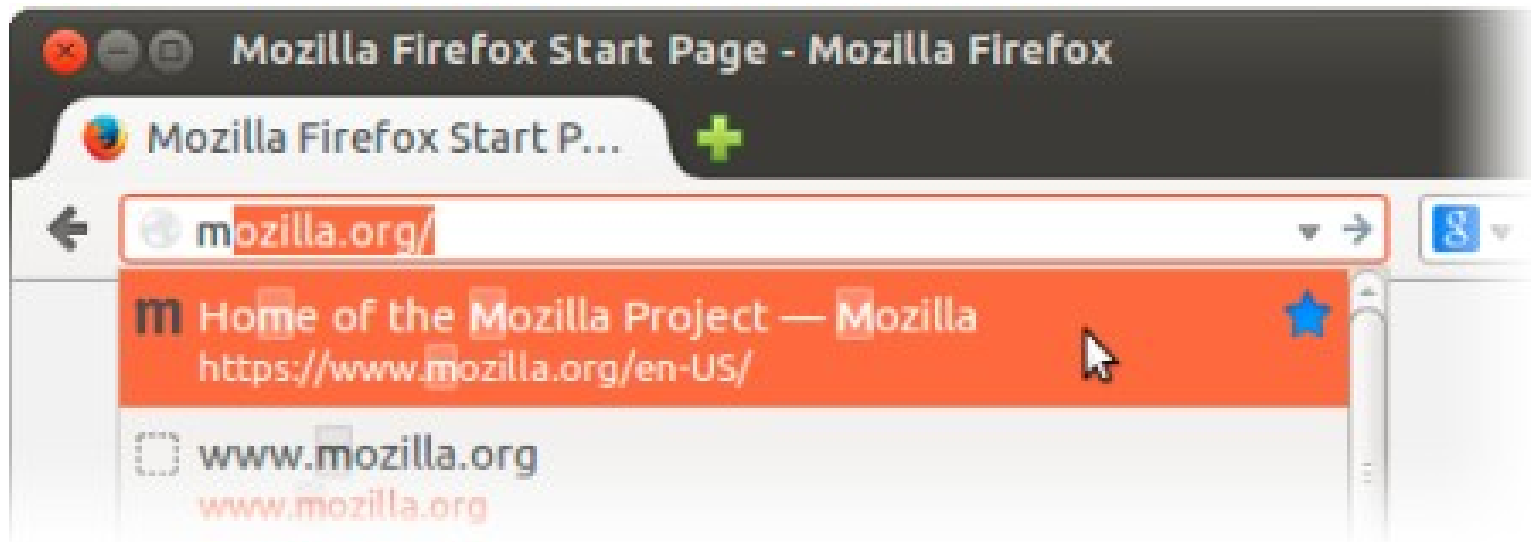 Mozilla Firefox Start Page - Mozilla Firefox
Mozilla Firefox Start P...
mozilla.org/
g
m Home of the Mozilla Project — Mozilla
https://www.mozilla.org/en-US/
www.mozilla.org
www.mozilla.org